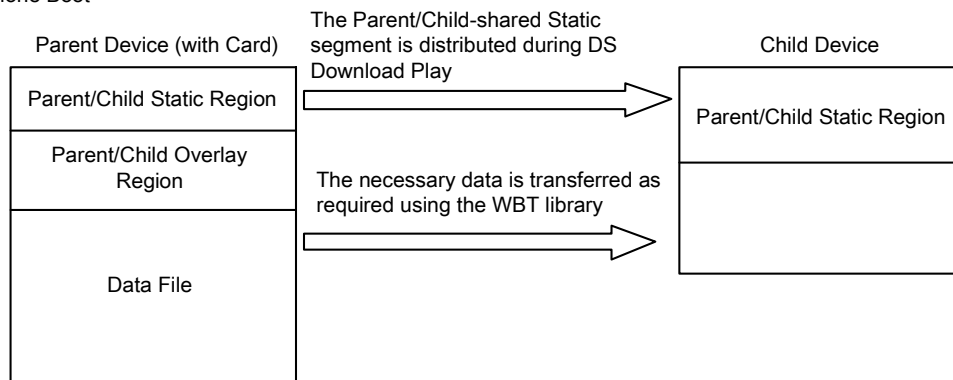 The Parent/Child-shared Static
segment is distributed during DS
Download Play
Parent Device (with Card)
Child Device
Parent/Child Static Region
Parent/Child Static Region
Parent/Child Overlay
Region
The necessary data is transferred as
required using the WBT library
Data File